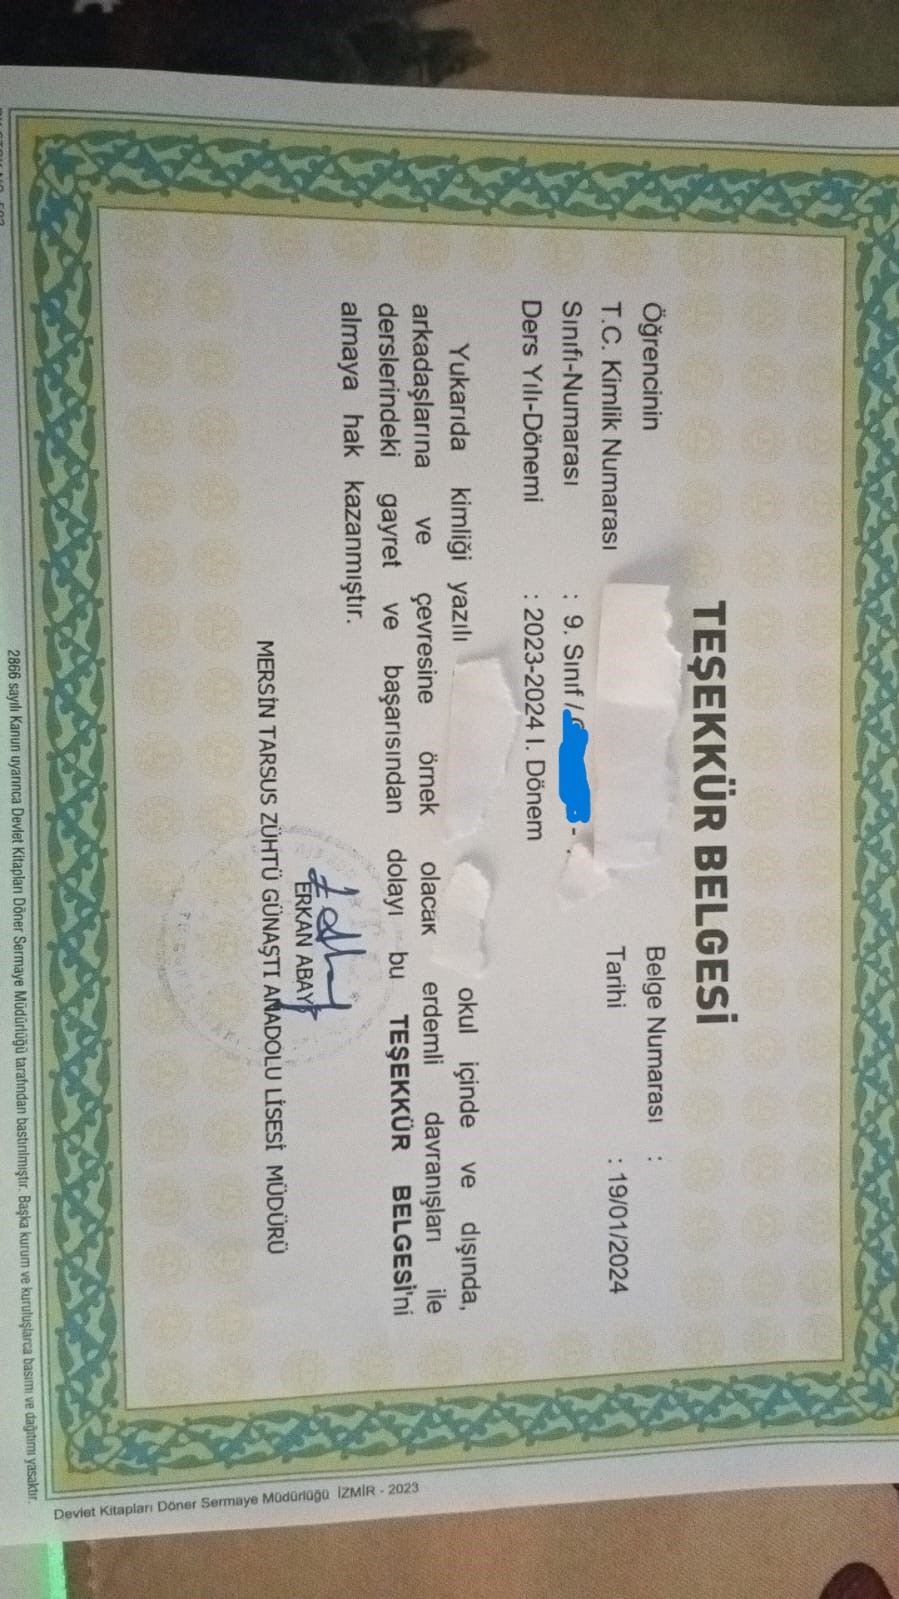 TEŞEKKÜR BELGESİ
Belge Numarası :
Tarihi : 19/01/2024
Öğrencinin
T.C. Kimlik Numarası
Sınıfı-Numarası : 9. Sınıf / -
Ders Yılı-Dönemi : 2023-2024 I. Dönem
Yukarıda kimliği yazılı okul içinde ve dışında,
arkadaşlarına ve çevresine örnek olacak erdemli davranışları ile
derslerindeki gayret ve başarısından dolayı bu TEŞEKKÜR BELGESİ'ni
almaya hak kazanmıştır.
ERKAN ABAY
MERSİN TARSUS ZÜHTÜ GÜNAŞTI ANADOLU LİSESİ MÜDÜRÜ
Devlet Kitapları Döner Sermaye Müdürlüğü İZMİR - 2023
2866 sayılı Kanun uyarınca Devlet Kitapları Döner Sermaye Müdürlüğü tarafından bastırılmıştır. Başka kurum ve kuruluşlarca basımı ve dağıtımı yasaktır.